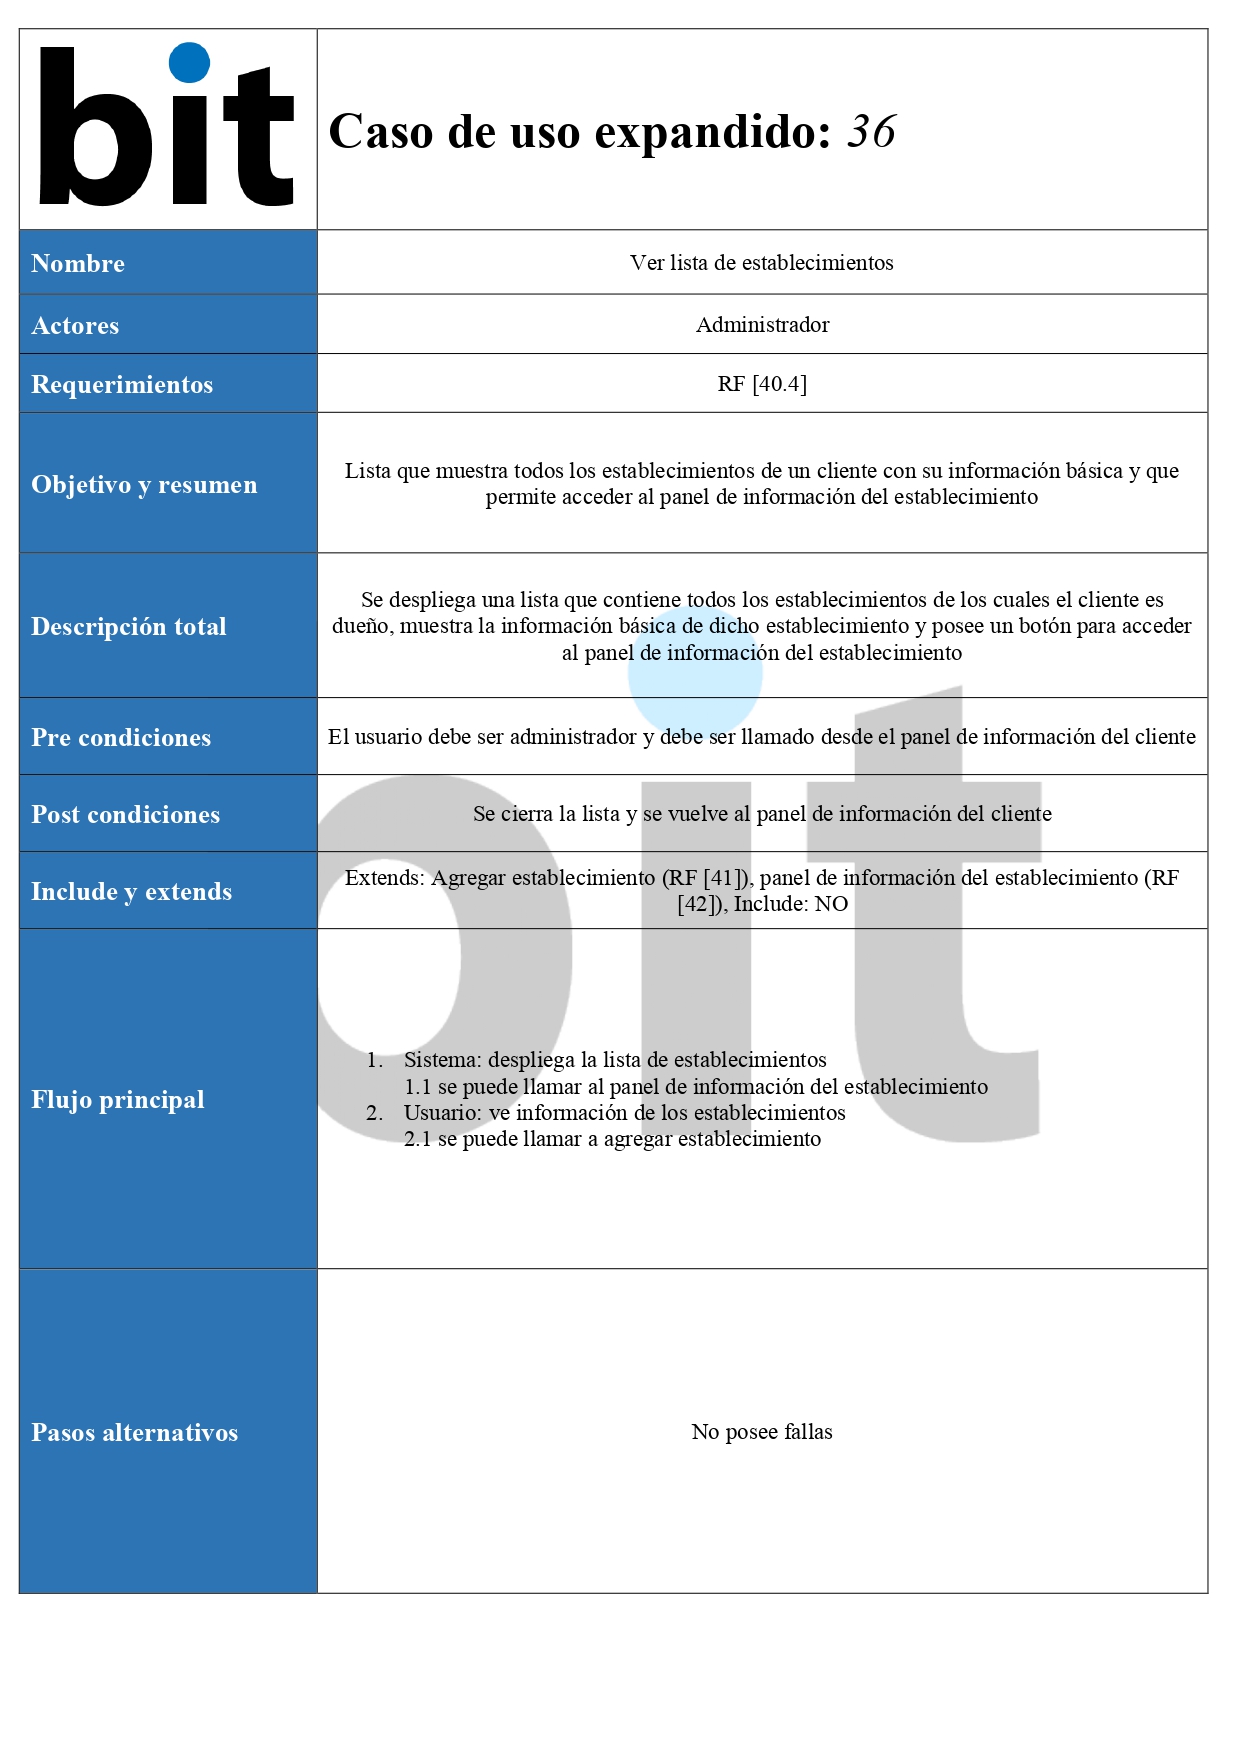 bit
Caso de uso expandido: 36
Nombre
Ver lista de establecimientos
Actores
Administrador
Requerimientos
RF [40.4]
Objetivo y resumen
Lista que muestra todos los establecimientos de un cliente con su información básica y que
permite acceder al panel de información del establecimiento
Descripción total
Se despliega una lista que contiene todos los establecimientos de los cuales el cliente es
dueño, muestra la información básica de dicho establecimiento y posee un botón para acceder
al panel de información del establecimiento
Pre condiciones
El usuario debe ser administrador y debe ser llamado desde el panel de información del cliente
Post condiciones
Se cierra la lista y se vuelve al panel de información del cliente
Include y extends
Extends: Agregar establecimiento (RF [41]), panel de información del establecimiento (RF
[42]), Include: NO
Flujo principal
1. Sistema: despliega la lista de establecimientos
1.1 se puede llamar al panel de información del establecimiento
2. Usuario: ve información de los establecimientos
2.1 se puede llamar a agregar establecimiento
Pasos alternativos
No posee fallas
bit